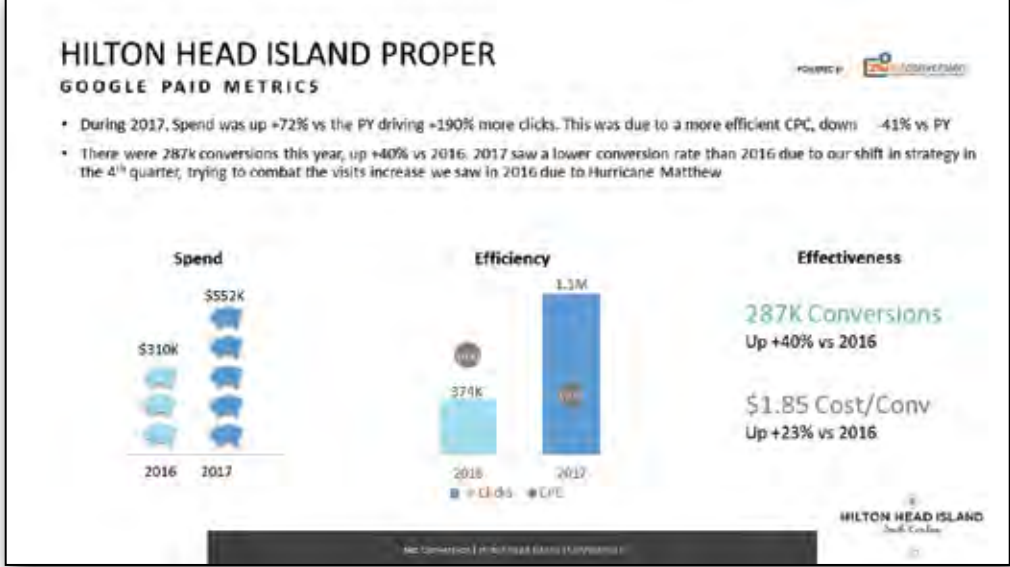 HILTON HEAD ISLAND PROPER
GOOGLE PAID METRICS
POWERED BY
• During 2017, Spend was up +72% vs the PY driving +190% more clicks. This was due to a more efficient CPC, down -41% vs PY
• There were 287k conversions this year, up +40% vs 2016. 2017 saw a lower conversion rate than 2016 due to our shift in strategy in
the 4th quarter, trying to combat the visits increase we saw in 2016 due to Hurricane Matthew
Spend
$552K
$310K
2016 2017
Efficiency
1.1M
374K
2016 2017
Clicks CPC
Effectiveness
287K Conversions
Up +40% vs 2016
$1.85 Cost/Conv
Up +23% vs 2016
HILTON HEAD ISLAND
South Carolina